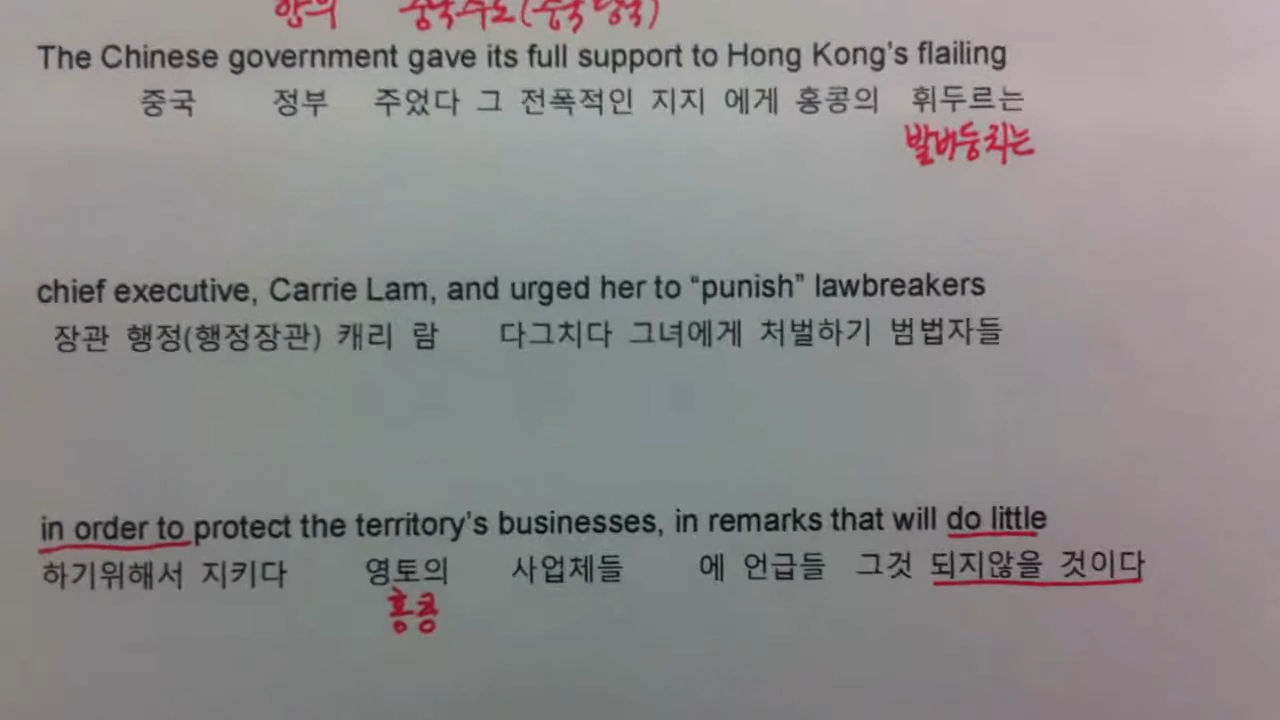 The Chinese government gave its full support to Hong Kong's flailing
중국 정부 주었다 그 전폭적인 지지 에게 홍콩의 휘두르는
발버둥치는
chief executive, Carrie Lam, and urged her to “punish” lawbreakers
장관 행정(행정장관) 캐리 람 다그치다 그녀에게 처벌하기 범법자들
in order to protect the territory's businesses, in remarks that will do little
하기위해서 지키다 영토의 사업체들 에 언급들 그것 되지않을 것이다
홍콩